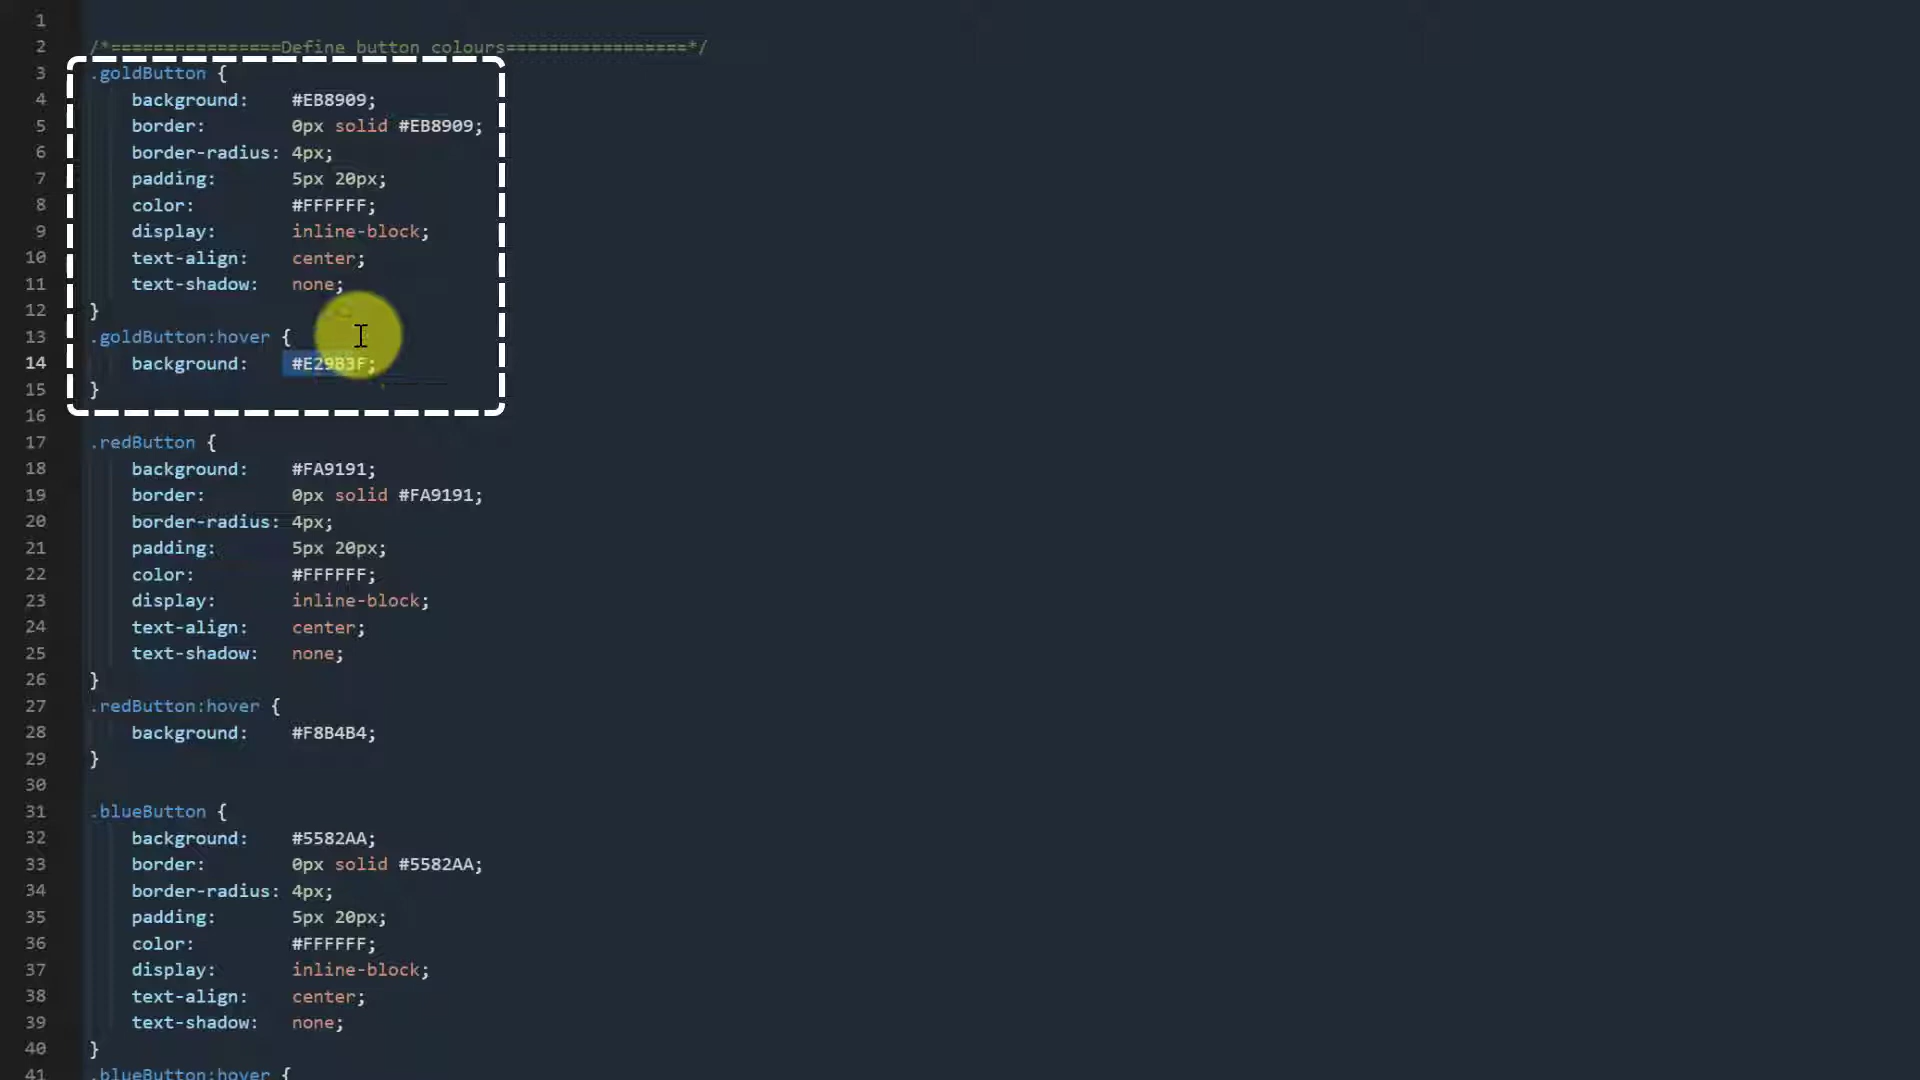 1
2 /*================Define button colours=================*/
3 .goldButton {
4 background: #EB8909;
5 border: 0px solid #EB8909;
6 border-radius: 4px;
7 padding: 5px 20px;
8 color: #FFFFFF;
9 display: inline-block;
10 text-align: center;
11 text-shadow: none;
12 }
13 .goldButton:hover {
14 background: #E29B3F;
15 }
16
17 .redButton {
18 background: #FA9191;
19 border: 0px solid #FA9191;
20 border-radius: 4px;
21 padding: 5px 20px;
22 color: #FFFFFF;
23 display: inline-block;
24 text-align: center;
25 text-shadow: none;
26 }
27 .redButton:hover {
28 background: #F8B4B4;
29 }
30
31 .blueButton {
32 background: #5582AA;
33 border: 0px solid #5582AA;
34 border-radius: 4px;
35 padding: 5px 20px;
36 color: #FFFFFF;
37 display: inline-block;
38 text-align: center;
39 text-shadow: none;
40 }
41 .blueButton:hover {